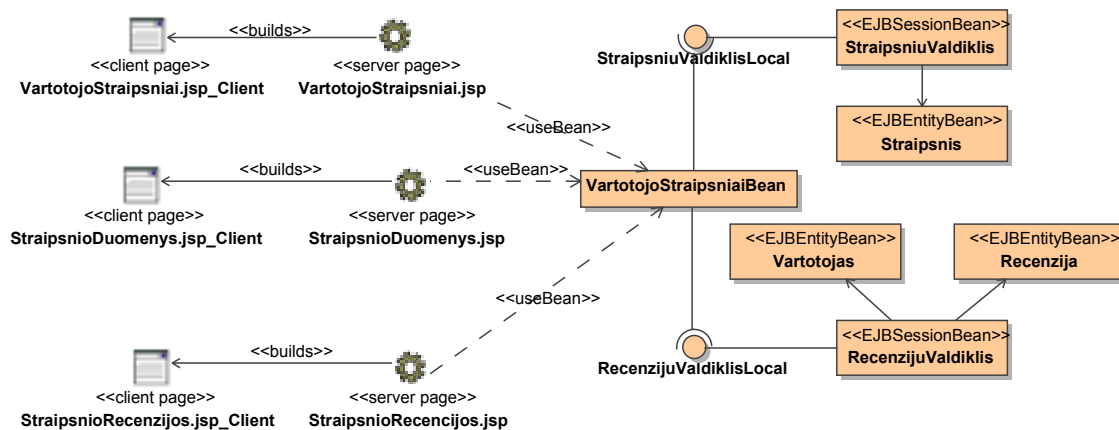 <<builds>>
<<client page>>
VartotojoStraipsniai.jsp_Client
<<server page>>
VartotojoStraipsniai.jsp
<<useBean>>
StraipsniuValdiklisLocal
<<EJBSessionBean>>
StraipsniuValdiklis
<<EJBEntityBean>>
Straipsnis
<<builds>>
<<useBean>>
<<client page>>
StraipsnioDuomenys.jsp_Client
<<server page>>
StraipsnioDuomenys.jsp
VartotojoStraipsniaiBean
<<EJBEntityBean>>
Vartotojas
<<EJBEntityBean>>
Recenzija
<<useBean>>
<<builds>>
<<client page>>
StraipsnioRecenzijos.jsp_Client
<<server page>>
StraipsnioRecencijos.jsp
RecenzijuValdiklisLocal
<<EJBSessionBean>>
RecenzijuValdiklis